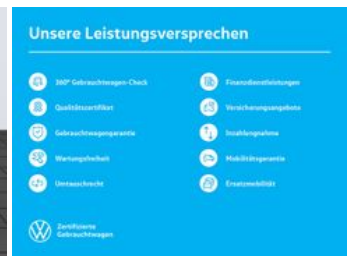 Unsere Leistungsversprechen
360° Gebrauchtwagen-Check
Qualitätszertifikat
Gebrauchtwagengarantie
Wartungsfreiheit
Umtauschrecht
Finanzdienstleistungen
Versicherungsangebote
Inzahlungnahme
Mobilitätsgarantie
Ersatzmobilität
Zertifizierte
Gebrauchtwagen